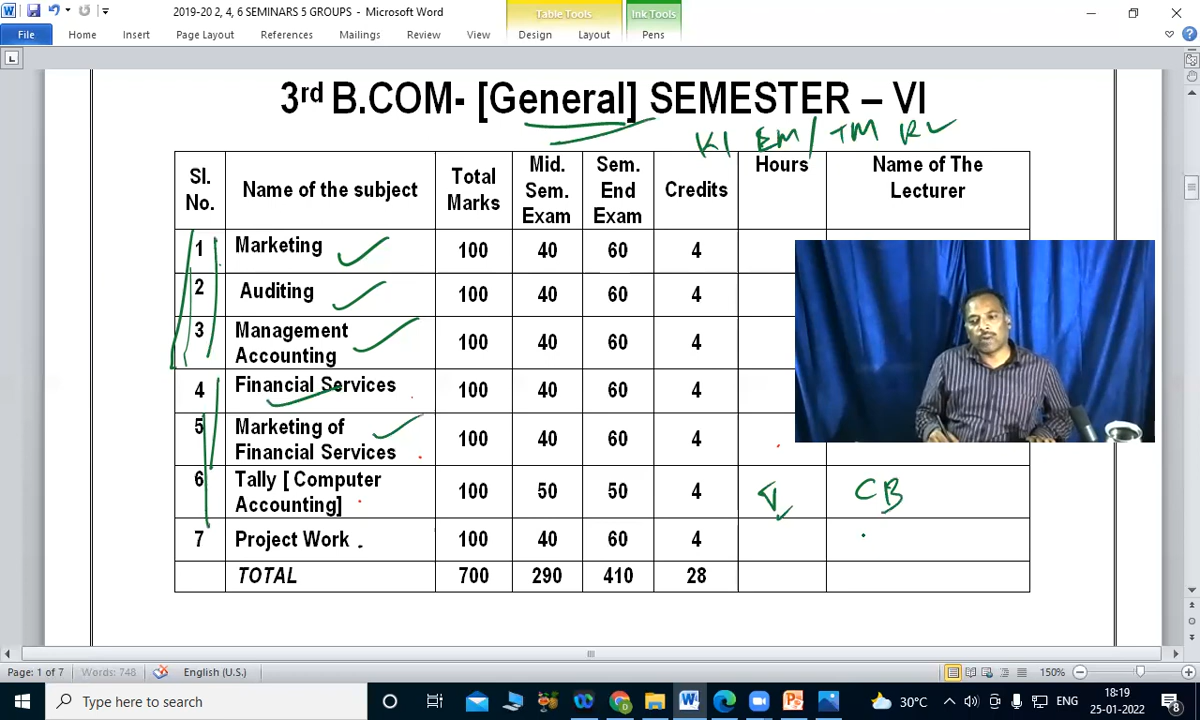 2019-20 2, 4, 6 SEMINARS 5 GROUPS - Microsoft Word
Table Tools
Ink Tools
File Home Insert Page Layout References Mailings Review View Design Layout Pens
3rd B.COM- [General] SEMESTER – VI
EM / TM
Sl. No. Name of the subject Total Marks Mid. Sem. Exam Sem. End Exam Credits Hours Name of The Lecturer
1 Marketing 100 40 60 4
2 Auditing 100 40 60 4
3 Management Accounting 100 40 60 4
4 Financial Services 100 40 60 4
5 Marketing of Financial Services 100 40 60 4
6 Tally [ Computer Accounting] 100 50 50 4 CB
7 Project Work . 100 40 60 4
TOTAL 700 290 410 28
Page: 1 of 7 Words: 748 English (U.S.) 150%
Type here to search 30°C ENG 18:19
25-01-2022 8